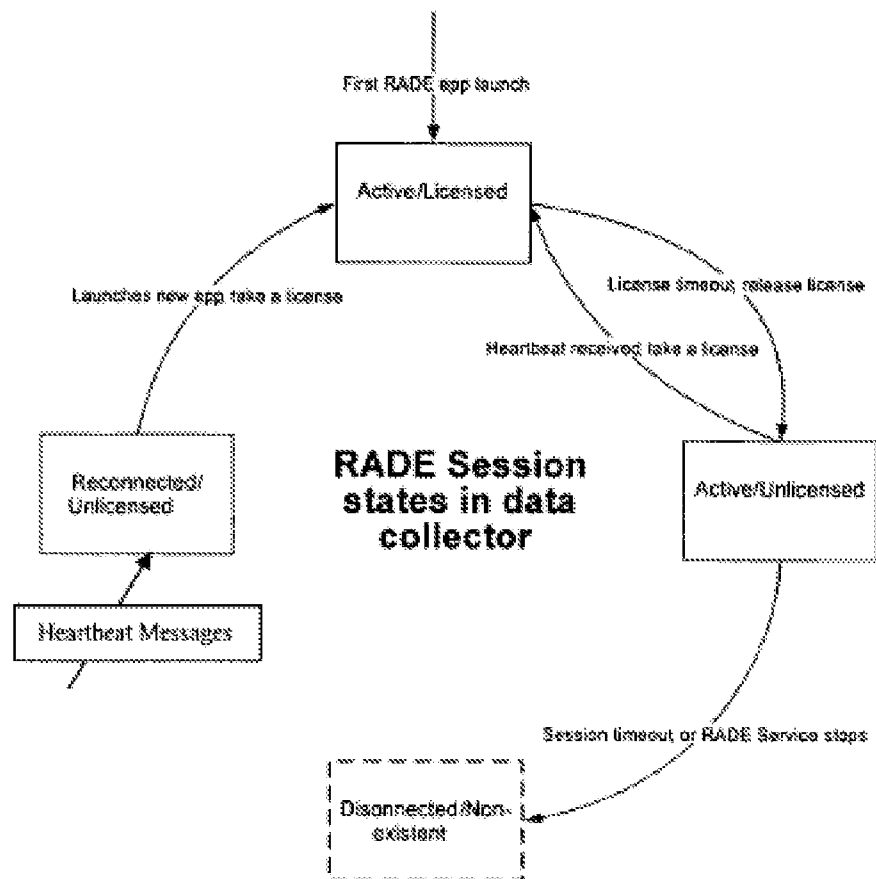 First RADE app launch
Active/Licensed
License timeout, release license
Launches new app, take a license
Heartbeat received, take a license
Reconnected/
Unlicensed
RADE Session
states in data
collector
Active/Unlicensed
Heartbeat Messages
Session timeout, or RADE Service stops
Disconnected/Non-
existent